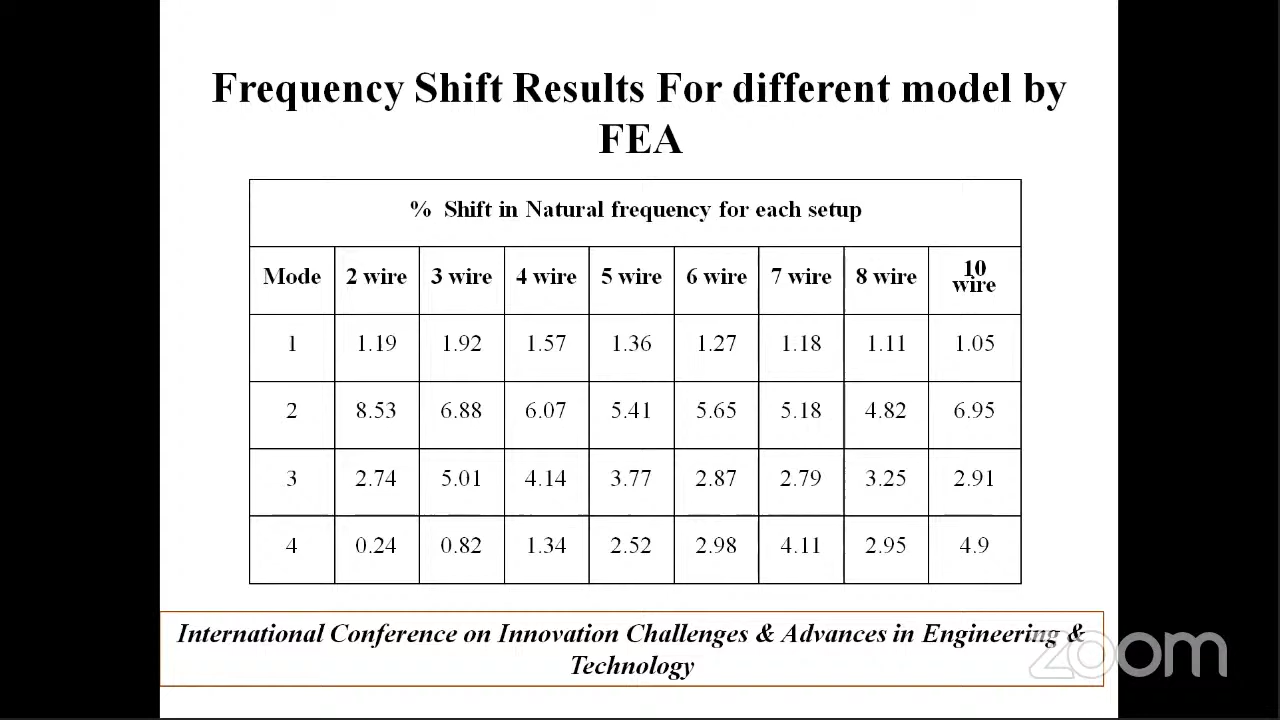 Frequency Shift Results For different model by
FEA
% Shift in Natural frequency for each setup
Mode 2 wire 3 wire 4 wire 5 wire 6 wire 7 wire 8 wire 10 wire
1 1.19 1.92 1.57 1.36 1.27 1.18 1.11 1.05
2 8.53 6.88 6.07 5.41 5.65 5.18 4.82 6.95
3 2.74 5.01 4.14 3.77 2.87 2.79 3.25 2.91
4 0.24 0.82 1.34 2.52 2.98 4.11 2.95 4.9
International Conference on Innovation Challenges & Advances in Engineering &
Technology
zoom